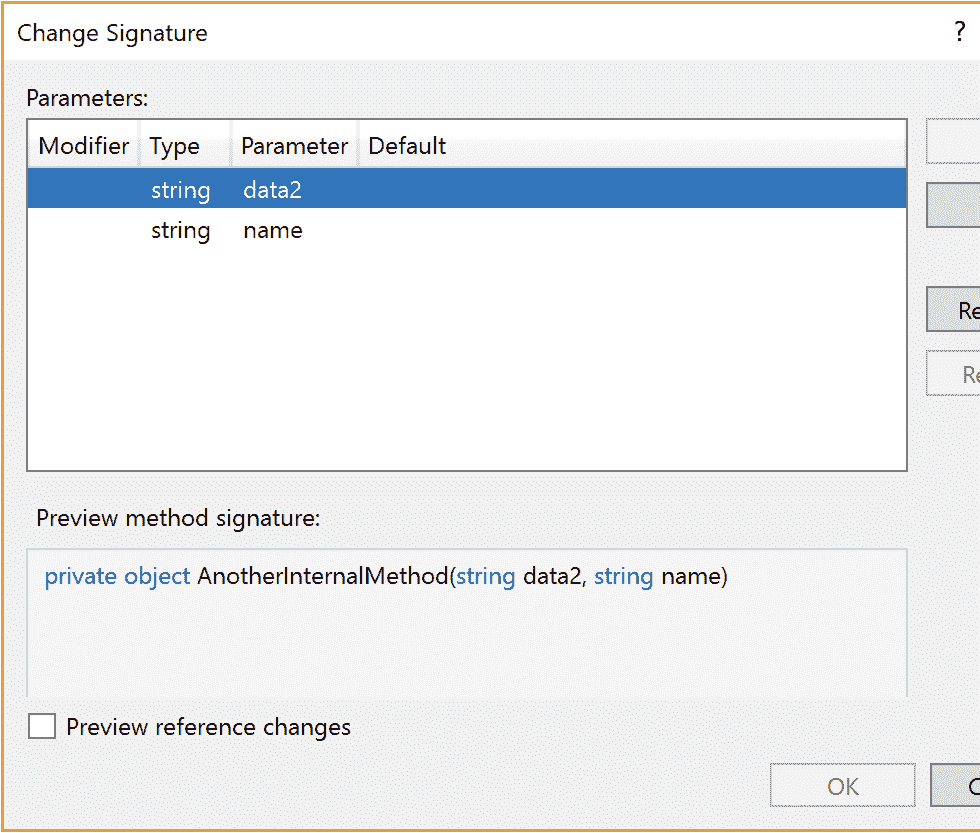 Change Signature ?
Parameters:
Modifier Type Parameter Default
string data2
string name
Re
Re
Preview method signature:
private object AnotherInternalMethod(string data2, string name)
Preview reference changes
OK C